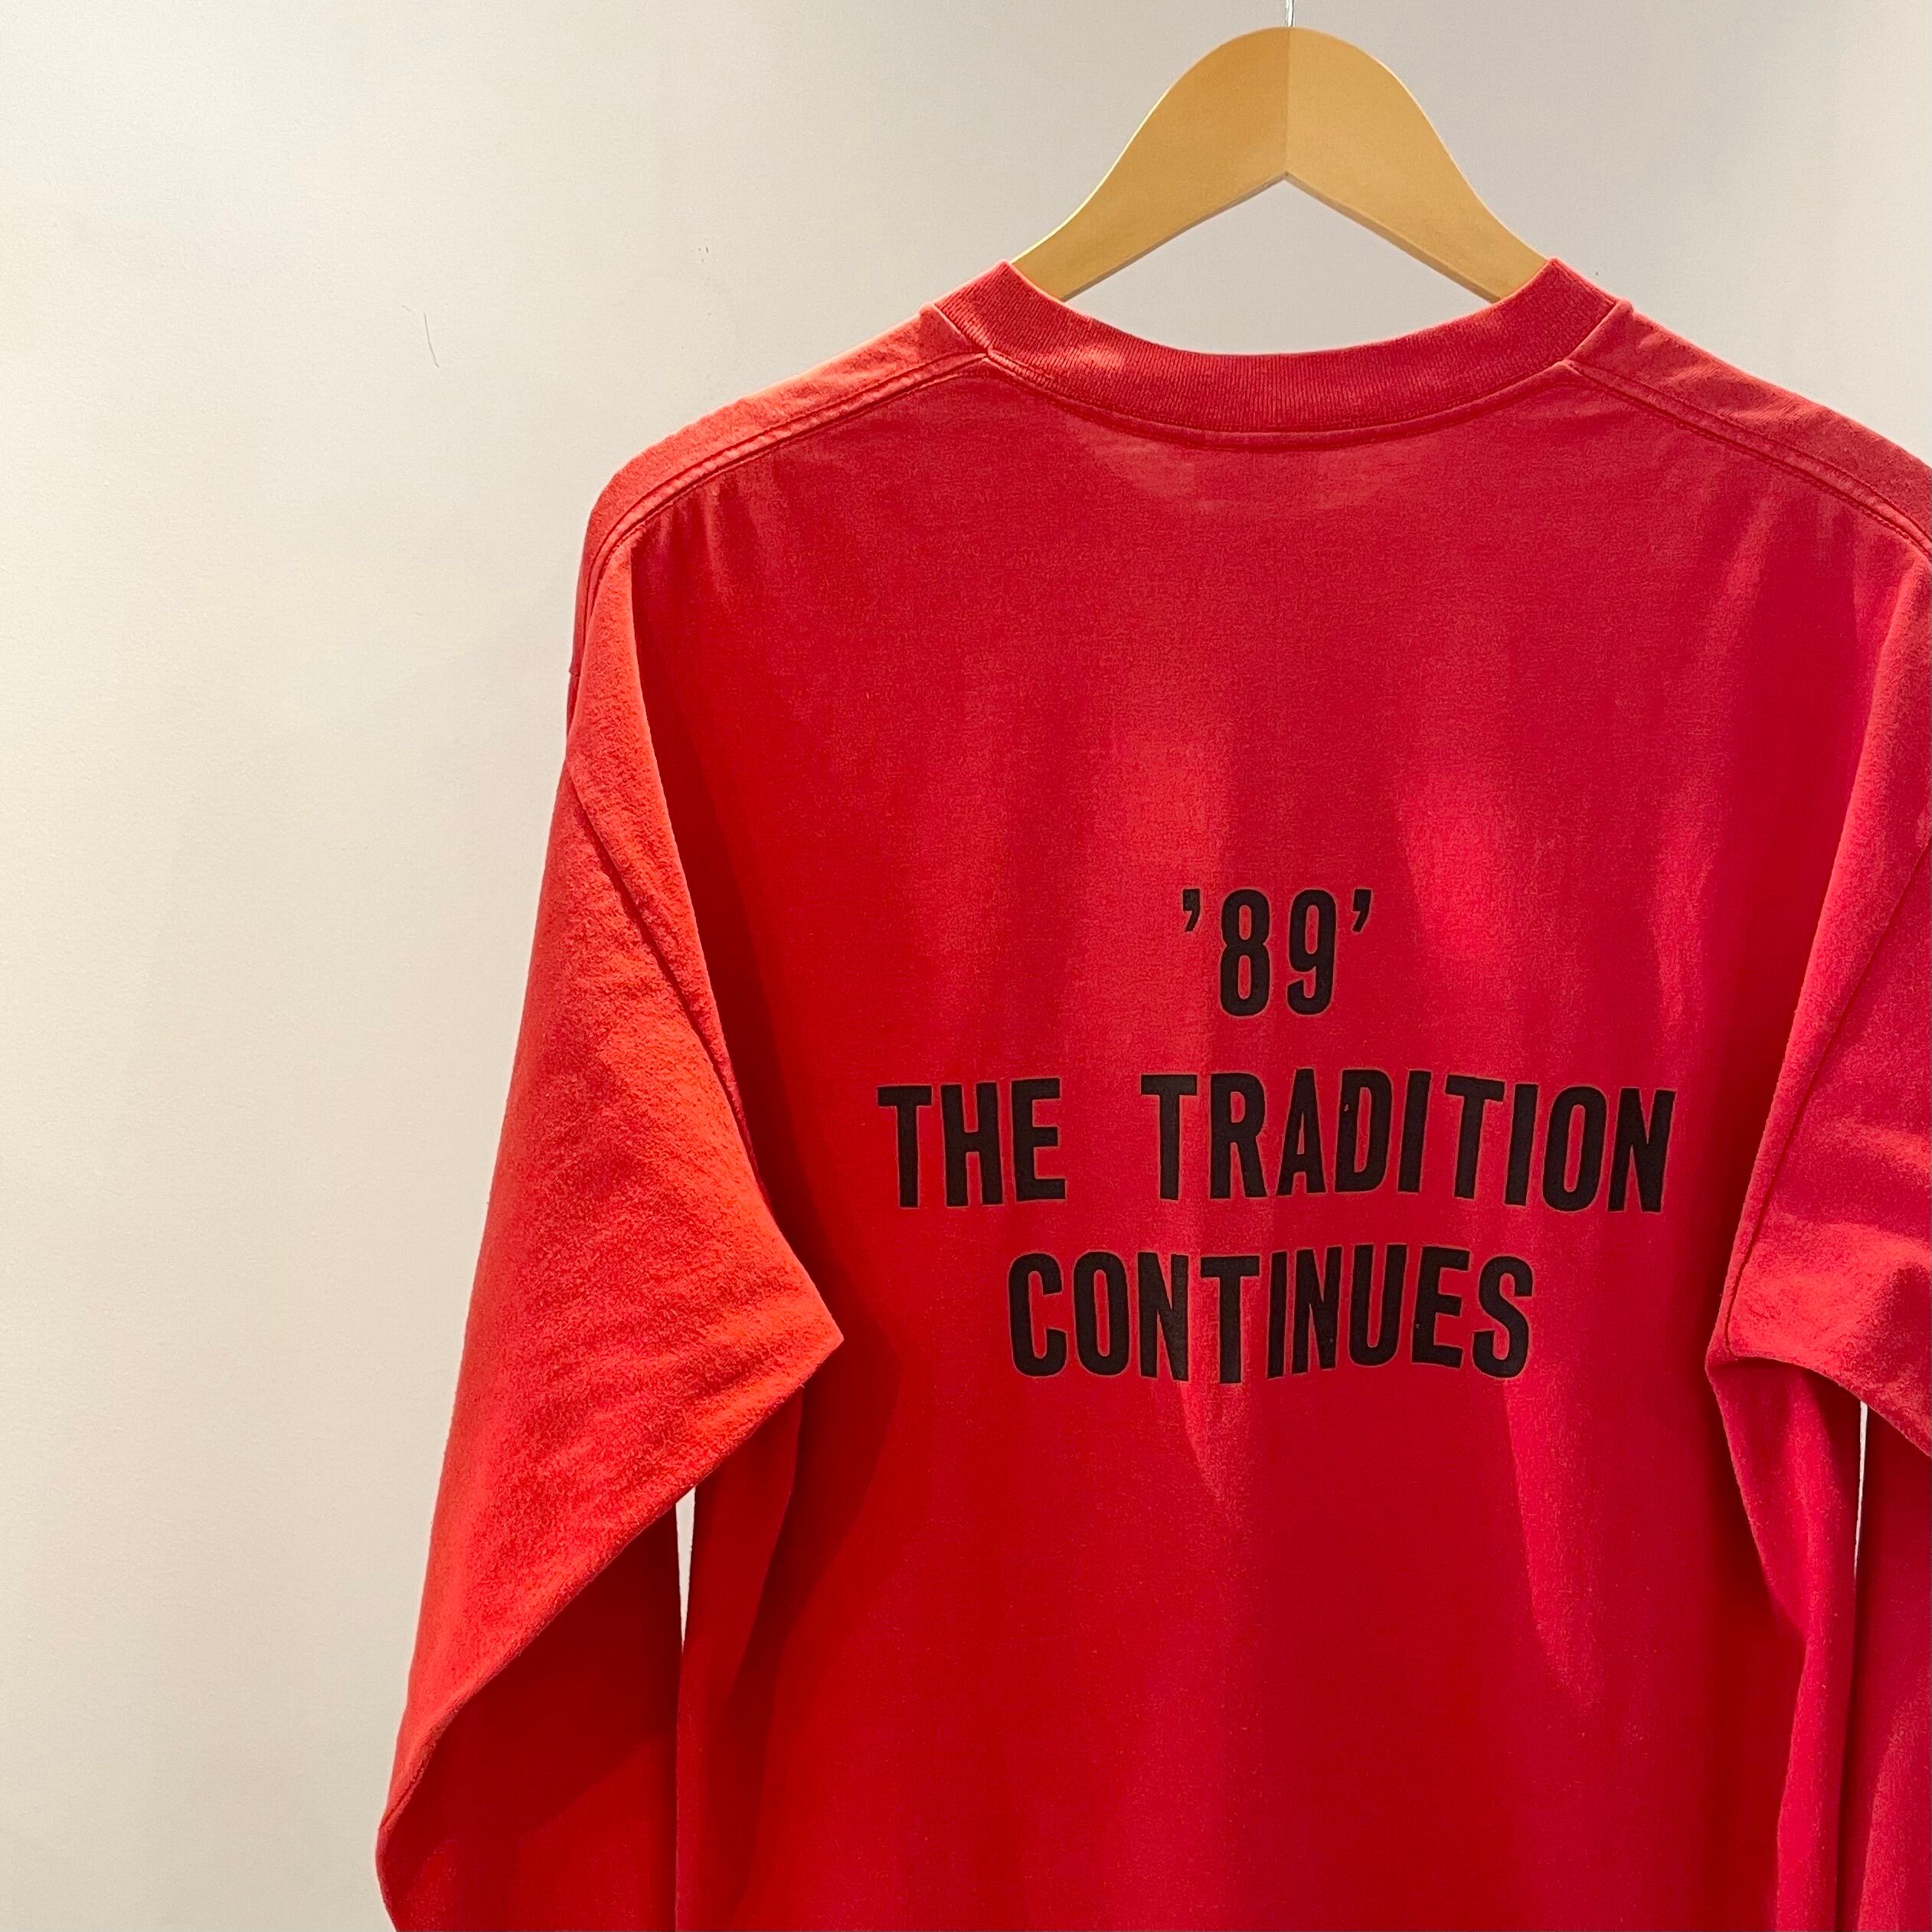 ’89’
THE TRADITION
CONTINUES